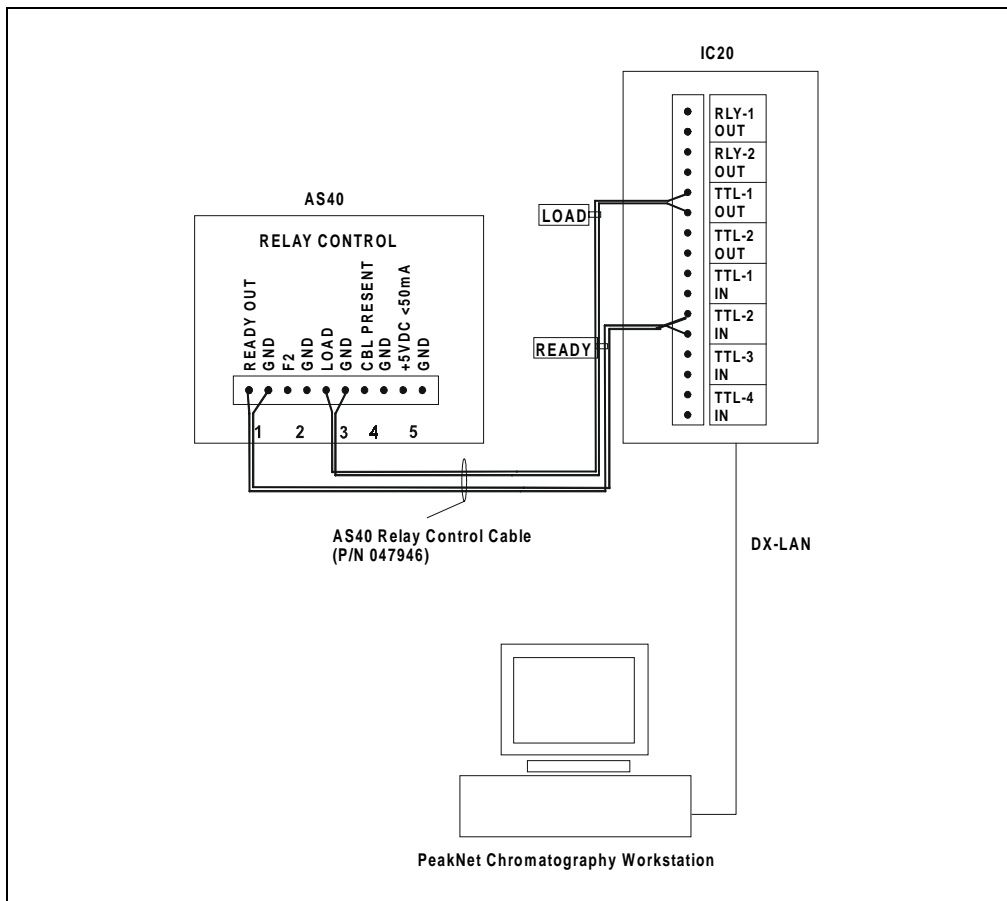 IC20
RLY-1
OUT
RLY-2
OUT
TTL-1
OUT
TTL-2
OUT
TTL-1
IN
TTL-2
IN
TTL-3
IN
TTL-4
IN
AS40
RELAY CONTROL
READY OUT
GND
F2
GND
LOAD
GND
CBL PRESENT
GND
+5VDC <50mA
GND
1 2 3 4 5
LOAD
READY
AS40 Relay Control Cable
(P/N 047946)
DX-LAN
PeakNet Chromatography Workstation